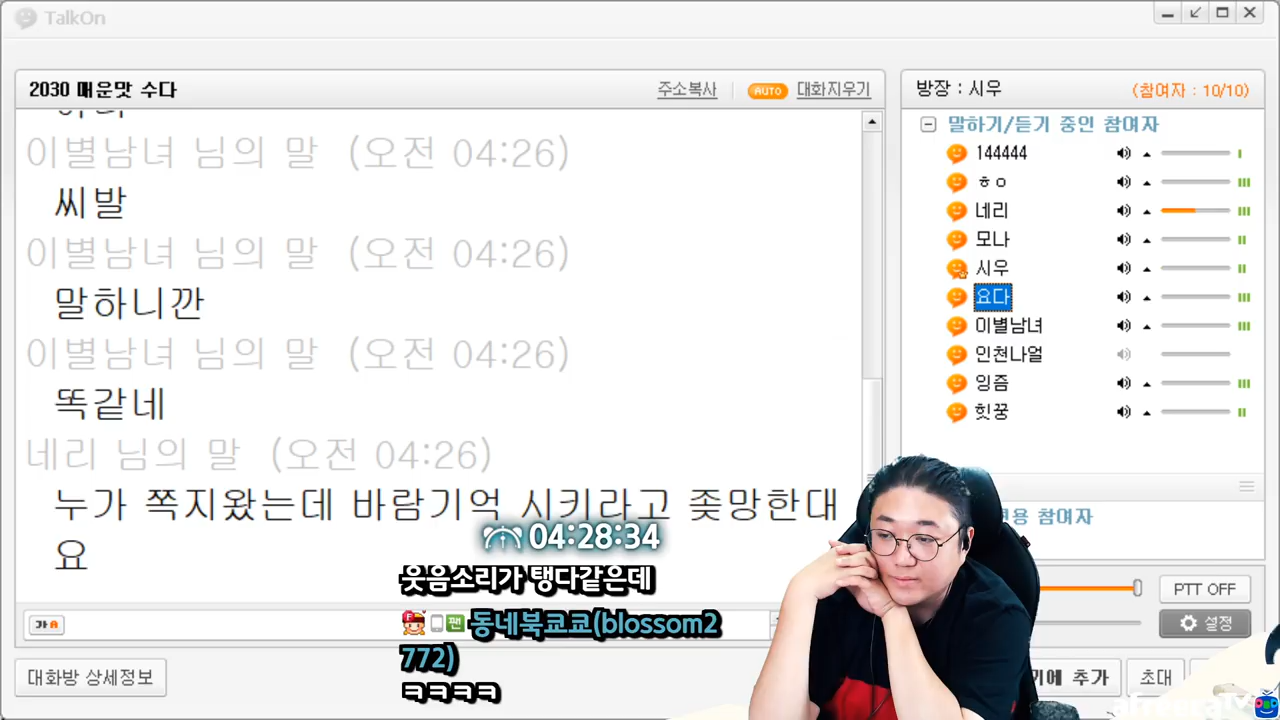 TalkOn
2030 매운맛 수다
주소복사
AUTO
대화지우기
이별남녀 님의 말 (오전 04:26)
씨발
이별남녀 님의 말 (오전 04:26)
말하니깐
이별남녀 님의 말 (오전 04:26)
똑같네
네리 님의 말 (오전 04:26)
누가 쪽지왔는데 바람기억 시키라고 좆망한대
요
04:28:34
웃음소리가 탱다같은데
팬 동네북쿄쿄(blossom2
772)
ㅋㅋㅋㅋ
가
대화방 상세정보
방장 : 시우
(참여자 : 10/10)
말하기/듣기 중인 참여자
144444
ㅎㅇ
네리
모나
시우
요다
이별남녀
인천나얼
잉즘
힛꿍
참여자
PTT OFF
설정
추가
초대